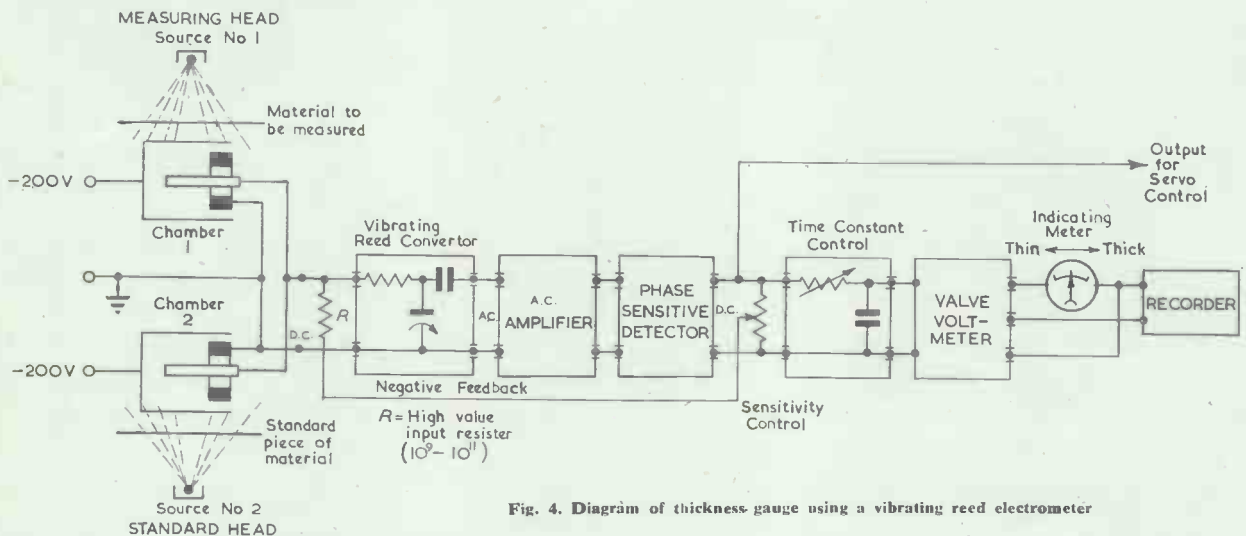 MEASURING HEAD
Source No 1
Material to
be measured
-200V
Chamber
1
Vibrating
Reed Convertor
Chamber
2
D.C.
R
-200V
A.C.
A.C.
AMPLIFIER
PHASE
SENSITIVE
DETECTOR
D.C.
Time Constant
Control
Output
for
Servo
Control
Indicating
Meter
Thin
Thick
VALVE
VOLT-
METER
RECORDER
Negative Feedback
R = High value
input resister
(10⁹ – 10¹¹)
Sensitivity
Control
Standard
piece of
material
Source No 2
STANDARD HEAD
Fig. 4. Diagram of thickness gauge using a vibrating reed electrometer